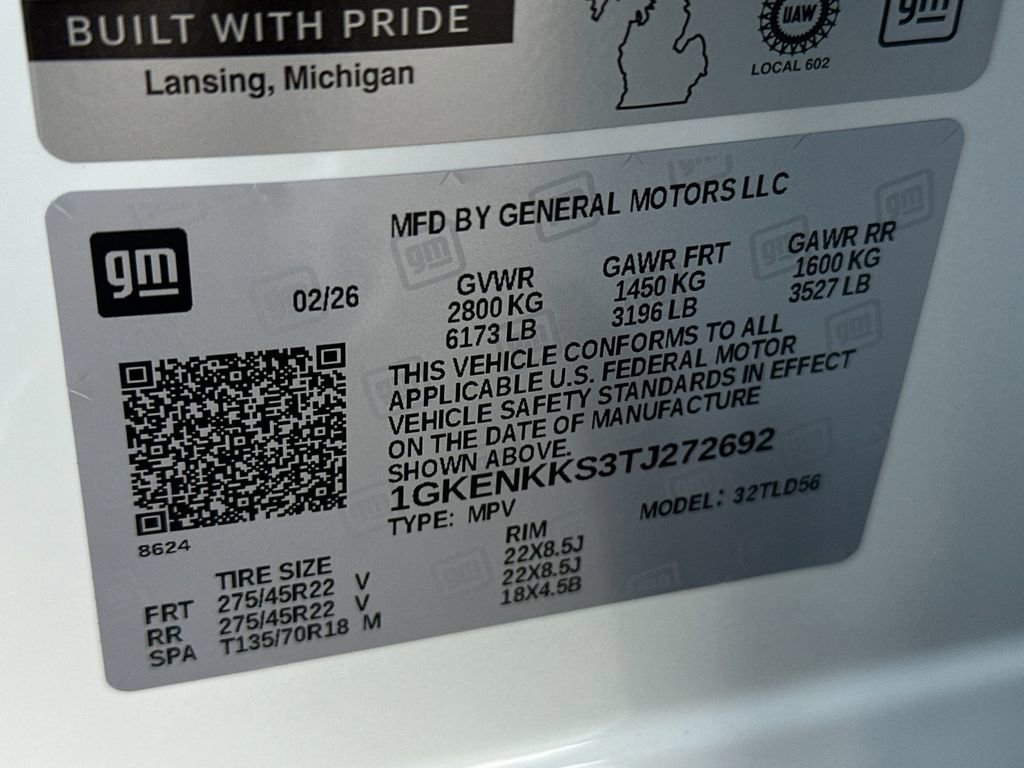 BUILT WITH PRIDE
Lansing, Michigan
UAW
LOCAL 602
gm
MFD BY GENERAL MOTORS LLC
gm
02/26
GVWR
2800 KG
6173 LB
GAWR FRT
1450 KG
3196 LB
GAWR RR
1600 KG
3527 LB
THIS VEHICLE CONFORMS TO ALL
APPLICABLE U.S. FEDERAL MOTOR
VEHICLE SAFETY STANDARDS IN EFFECT
ON THE DATE OF MANUFACTURE
SHOWN ABOVE.
1GKENKKS3TJ272692
TYPE: MPV
MODEL: 32TLD56
8624
TIRE SIZE
RIM
FRT 275/45R22 V 22X8.5J
RR 275/45R22 V 22X8.5J
SPA T135/70R18 M 18X4.5B